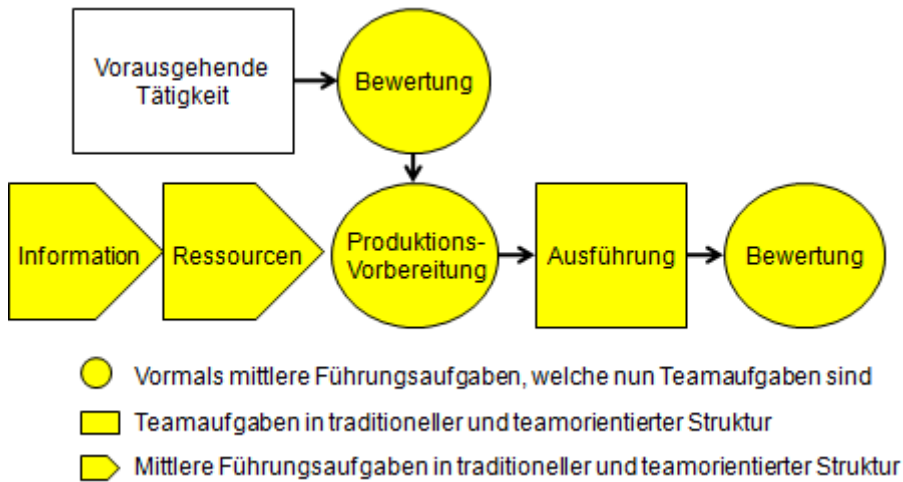 Vorausgehende
Tätigkeit
Bewertung
Information
Ressourcen
Produktions-
Vorbereitung
Ausführung
Bewertung
Vormals mittlere Führungsaufgaben, welche nun Teamaufgaben sind
Teamaufgaben in traditioneller und teamorientierter Struktur
Mittlere Führungsaufgaben in traditioneller und teamorientierter Struktur